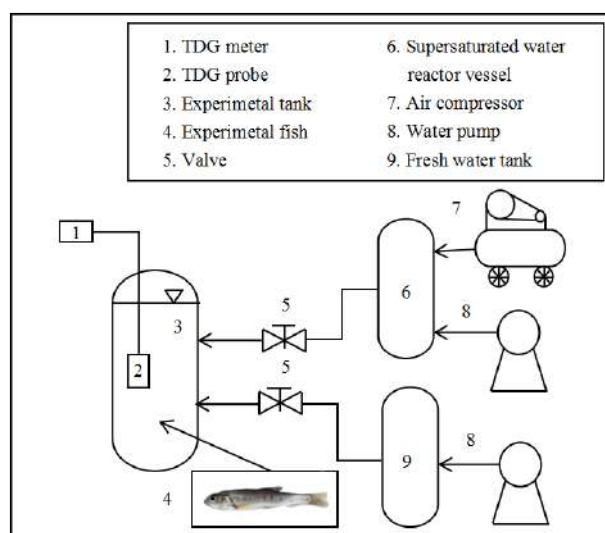 1. TDG meter
2. TDG probe
3. Experimetal tank
4. Experimetal fish
5. Valve
6. Supersaturated water
reactor vessel
7. Air compressor
8. Water pump
9. Fresh water tank
7
1
5
6
3
8
2
5
8
9
4